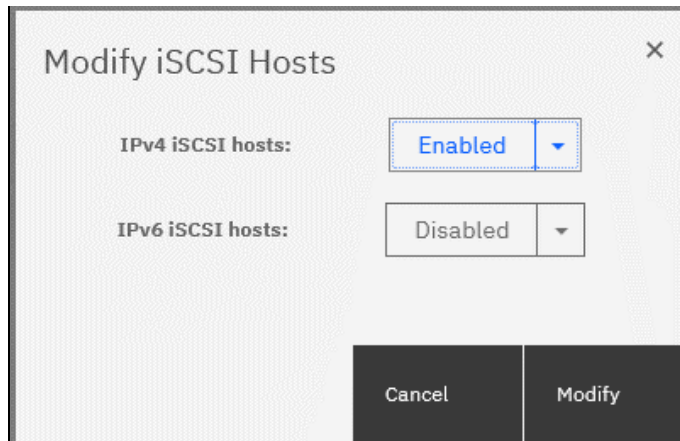 Modify iSCSI Hosts
IPv4 iSCSI hosts: Enabled
IPv6 iSCSI hosts: Disabled
Cancel Modify